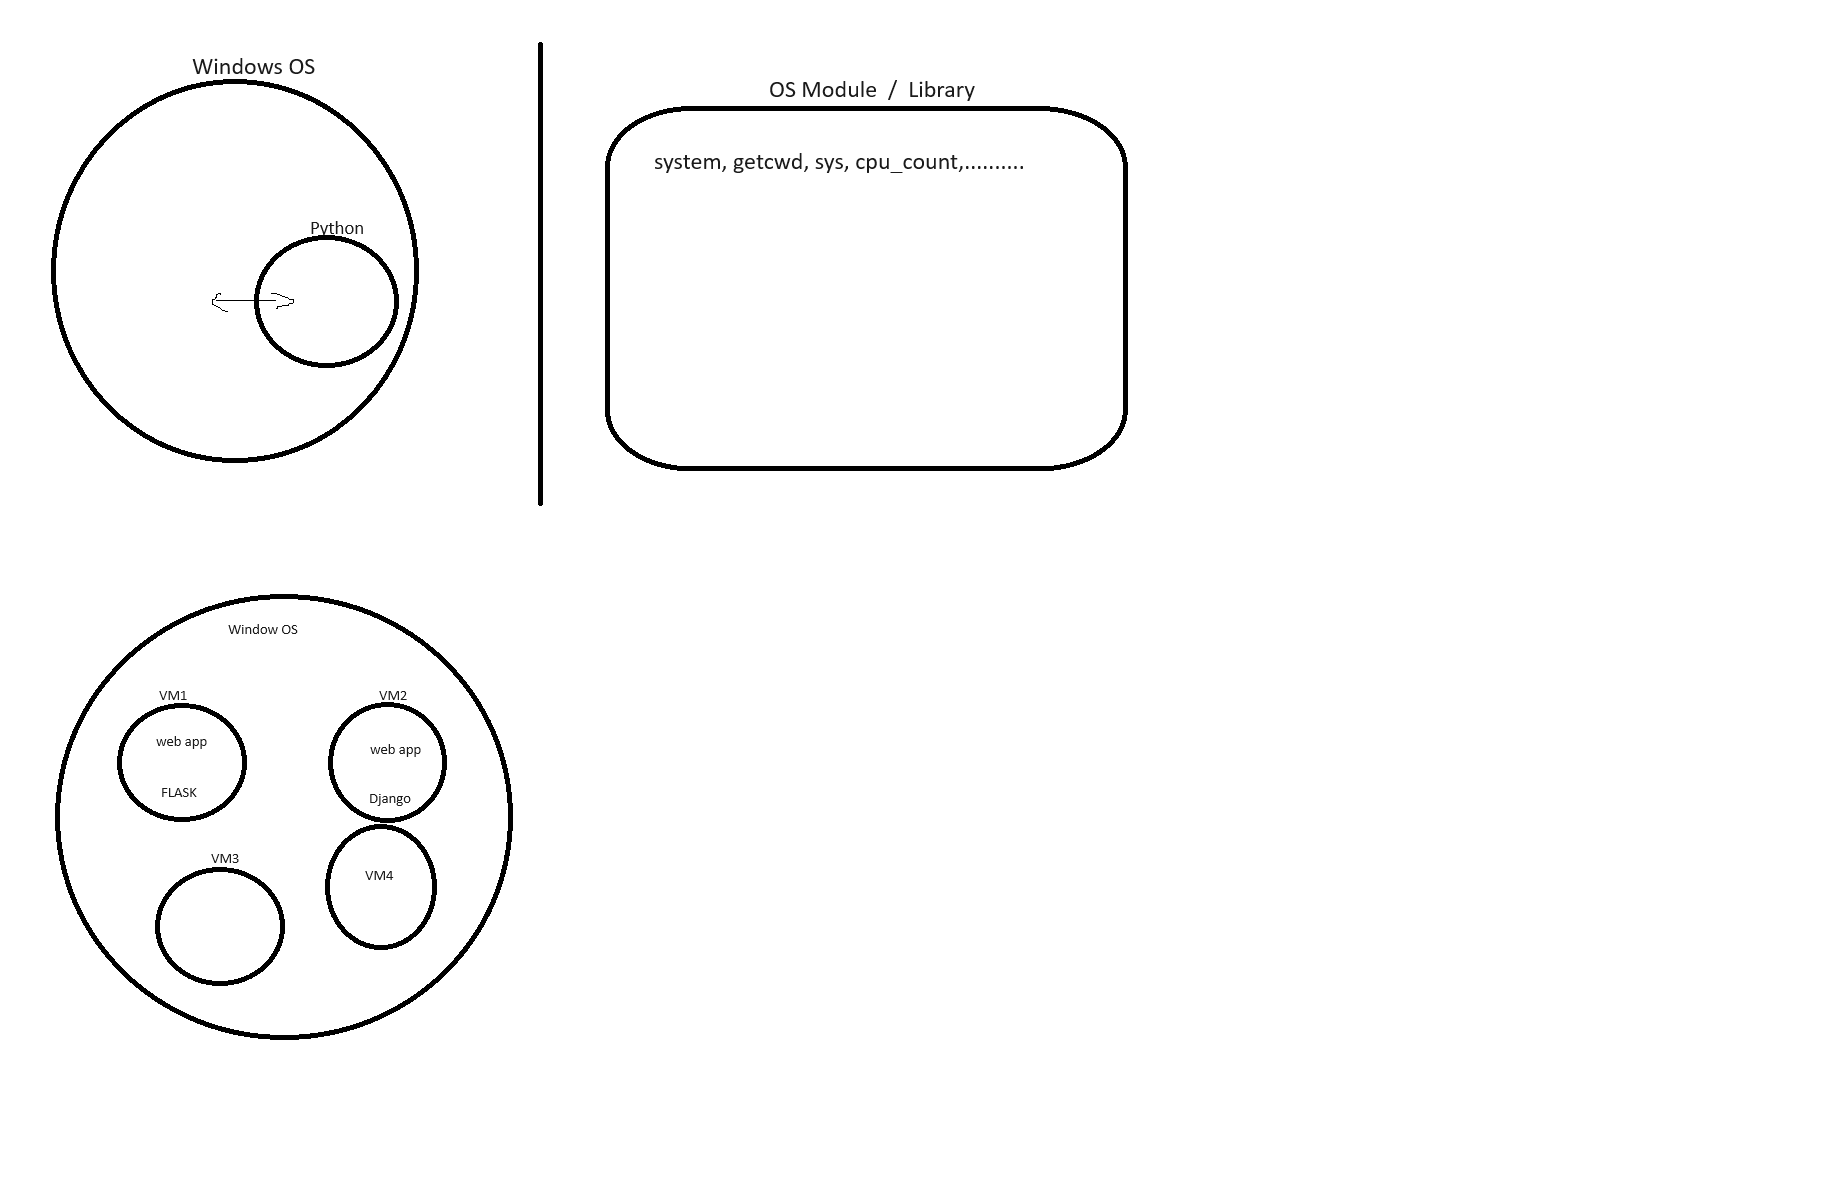 Windows OS
OS Module / Library
system, getcwd, sys, cpu_count,..........
Python
Window OS
VM1
VM2
web app
web app
FLASK
Django
VM3
VM4